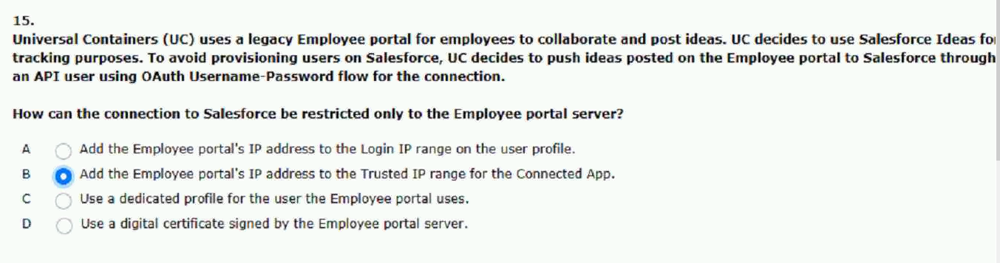 15.
Universal Containers (UC) uses a legacy Employee portal for employees to collaborate and post ideas. UC decides to use Salesforce Ideas fo
tracking purposes. To avoid provisioning users on Salesforce, UC decides to push ideas posted on the Employee portal to Salesforce through
an API user using OAuth Username-Password flow for the connection.
How can the connection to Salesforce be restricted only to the Employee portal server?
A Add the Employee portal's IP address to the Login IP range on the user profile.
B Add the Employee portal's IP address to the Trusted IP range for the Connected App.
C Use a dedicated profile for the user the Employee portal uses.
D Use a digital certificate signed by the Employee portal server.